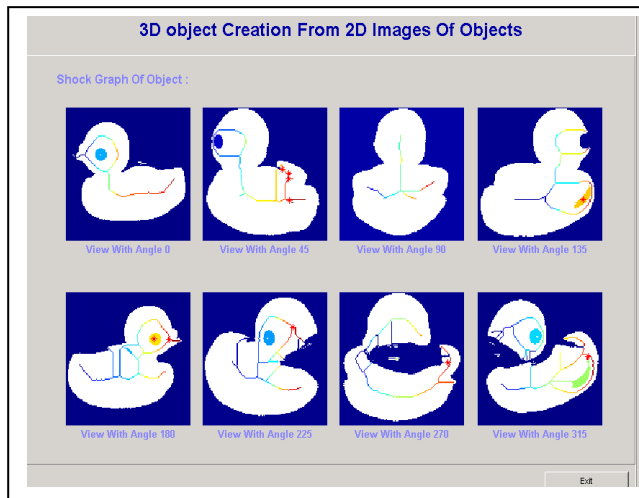 3D object Creation From 2D Images Of Objects
Shock Graph Of Object :
View With Angle 0
View With Angle 45
View With Angle 90
View With Angle 135
View With Angle 180
View With Angle 225
View With Angle 270
View With Angle 315
Exit